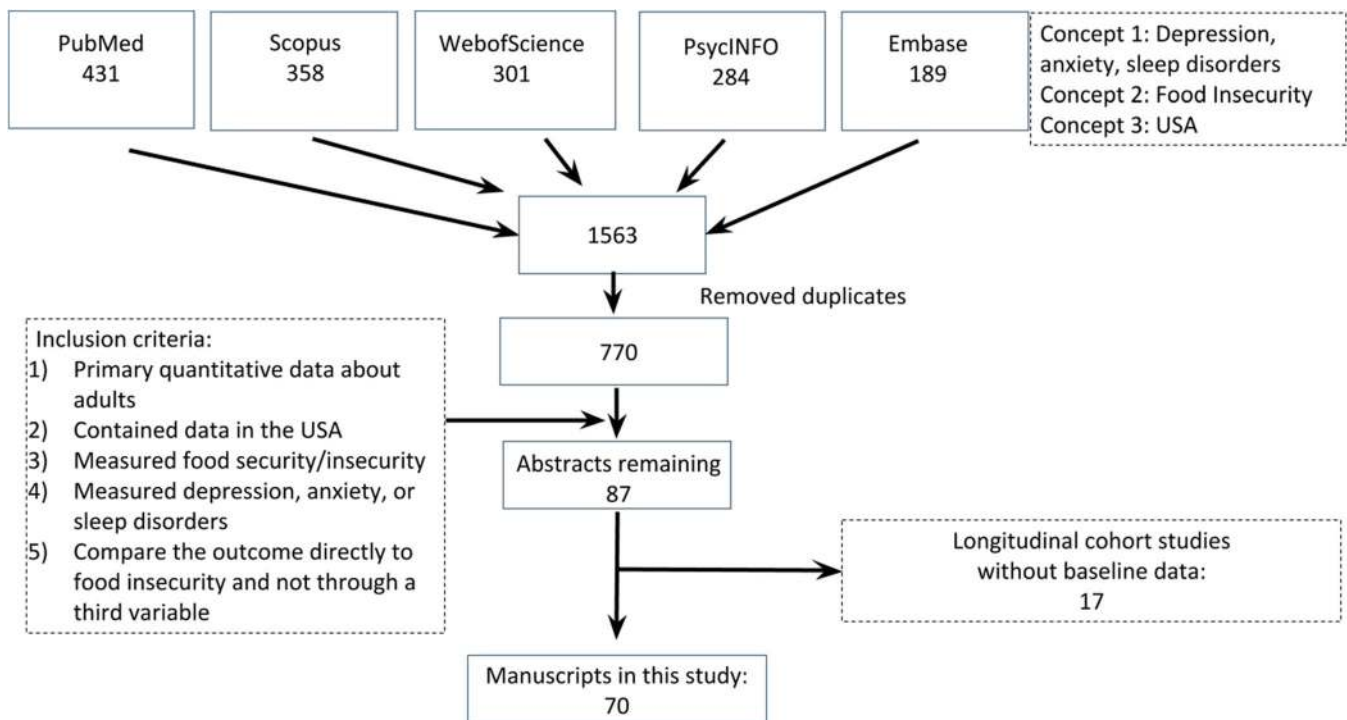 PubMed
431
Scopus
358
WebofScience
301
PsycINFO
284
Embase
189
Concept 1: Depression,
anxiety, sleep disorders
Concept 2: Food Insecurity
Concept 3: USA
1563
Removed duplicates
770
Inclusion criteria:
1) Primary quantitative data about
adults
2) Contained data in the USA
3) Measured food security/insecurity
4) Measured depression, anxiety, or
sleep disorders
5) Compare the outcome directly to
food insecurity and not through a
third variable
Abstracts remaining
87
Longitudinal cohort studies
without baseline data:
17
Manuscripts in this study:
70